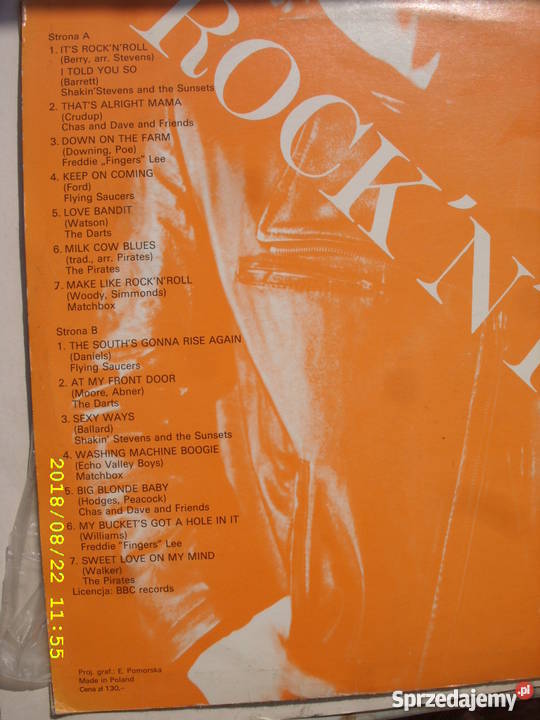 ROCK'N'
Strona A
1. IT'S ROCK'N'ROLL
(Berry, arr. Stevens)
I TOLD YOU SO
(Barrett)
Shakin'Stevens and the Sunsets
2. THAT'S ALRIGHT MAMA
(Crudup)
Chas and Dave and Friends
3. DOWN ON THE FARM
(Downing, Poe)
Freddie „Fingers" Lee
4. KEEP ON COMING
(Ford)
Flying Saucers
5. LOVE BANDIT
(Watson)
The Darts
6. MILK COW BLUES
(trad., arr. Pirates)
The Pirates
7. MAKE LIKE ROCK'N'ROLL
(Woody, Simmonds)
Matchbox
Strona B
1. THE SOUTH'S GONNA RISE AGAIN
(Daniels)
Flying Saucers
2. AT MY FRONT DOOR
(Moore, Abner)
The Darts
3. SEXY WAYS
(Ballard)
Shakin' Stevens and the Sunsets
4. WASHING MACHINE BOOGIE
(Echo Valley Boys)
Matchbox
5. BIG BLONDE BABY
(Hodges, Peacock)
Chas and Dave and Friends
6. MY BUCKET'S GOT A HOLE IN IT
(Williams)
Freddie "Fingers" Lee
7. SWEET LOVE ON MY MIND
(Walker)
The Pirates
Licencja: BBC records
Proj. graf.: E. Pomorska
Made in Poland
Cena zł 130,–
2018/08/22 11:55
Sprzedajemy.pl